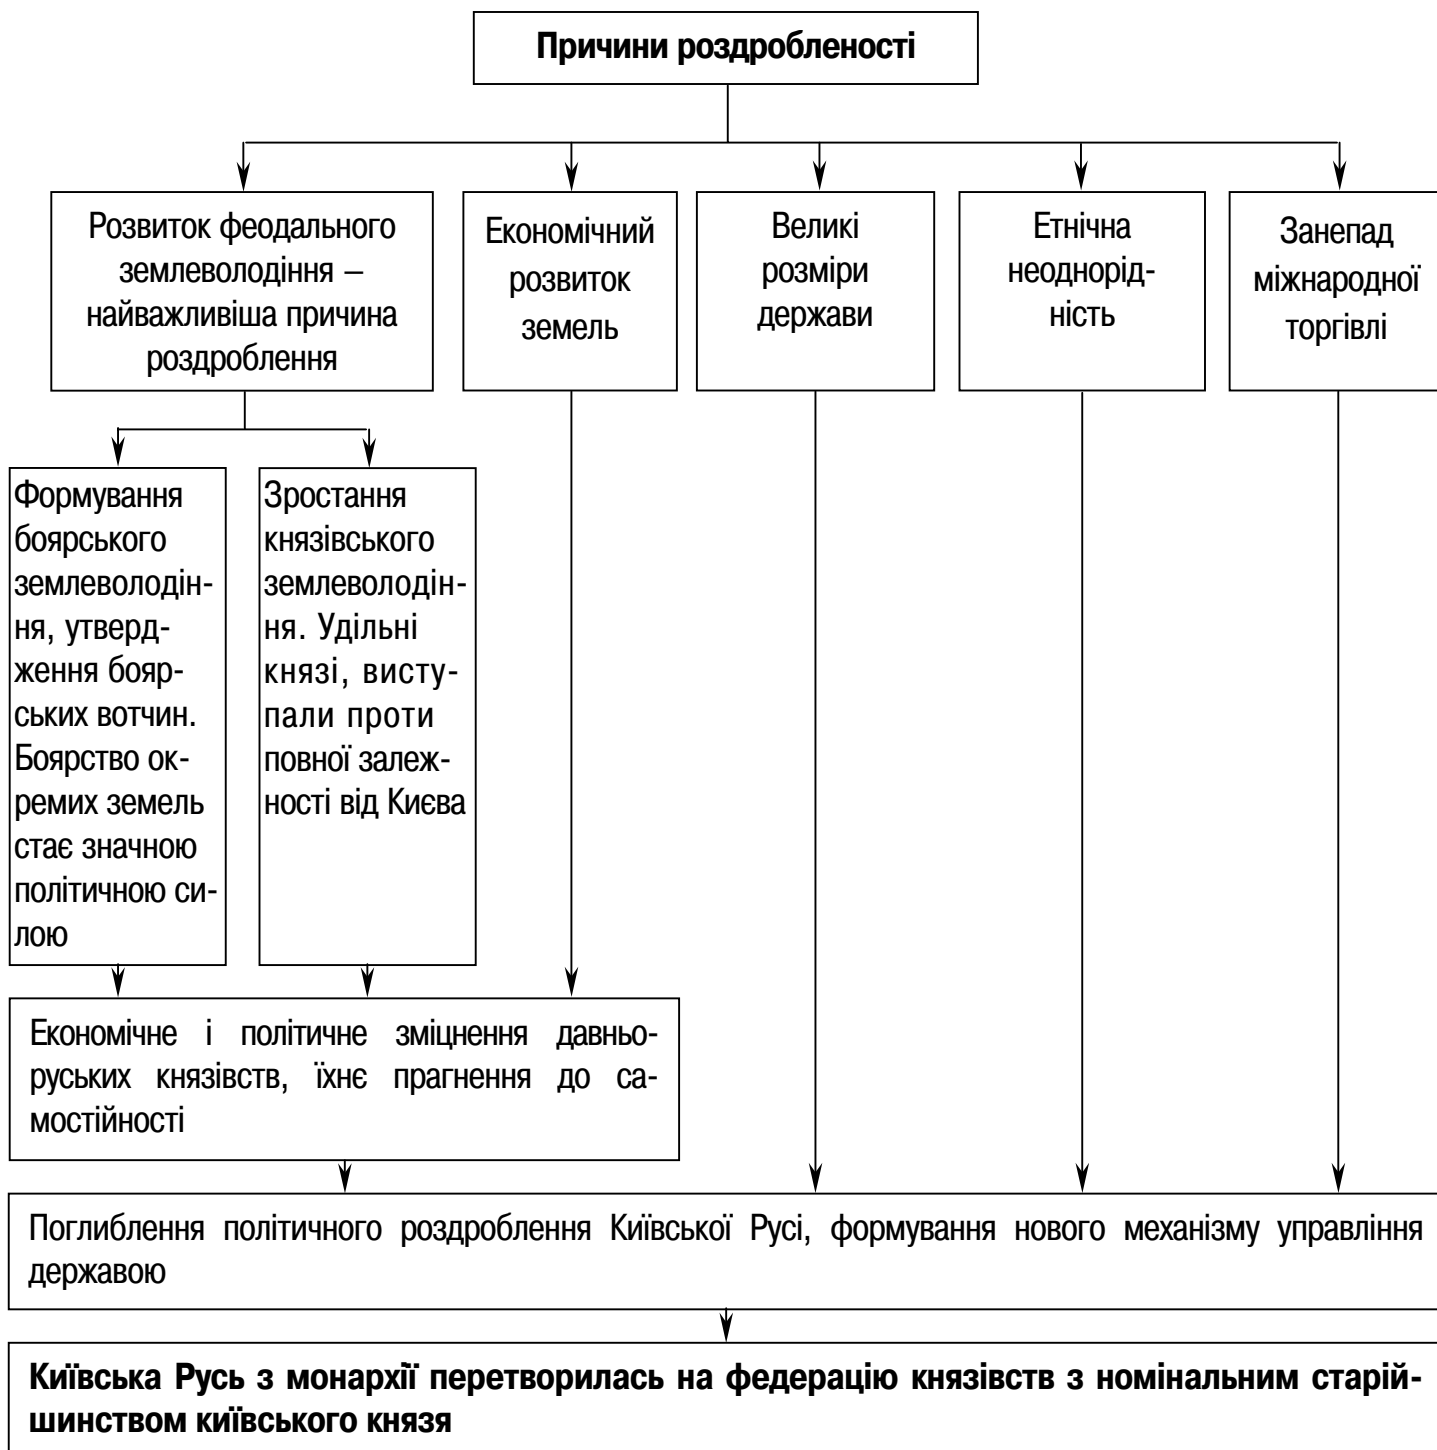 Причини роздробленості
Розвиток феодального
землеволодіння –
найважливіша причина
роздроблення
Економічний
розвиток
земель
Великі
розміри
держави
Етнічна
неоднорід-
ність
Занепад
міжнародної
торгівлі
Формування
боярського
землеволодін-
ня, утверд-
ження бояр-
ських вотчин.
Боярство ок-
ремих земель
стає значною
політичною си-
лою
Зростання
князівського
землеволодін-
ня. Удільні
князі, висту-
пали проти
повної залеж-
ності від Києва
Економічне і політичне зміцнення давньо-
руських князівств, їхнє прагнення до са-
мостійності
Поглиблення політичного роздроблення Київської Русі, формування нового механізму управління
державою
Київська Русь з монархії перетворилась на федерацію князівств з номінальним старій-
шинством київського князя